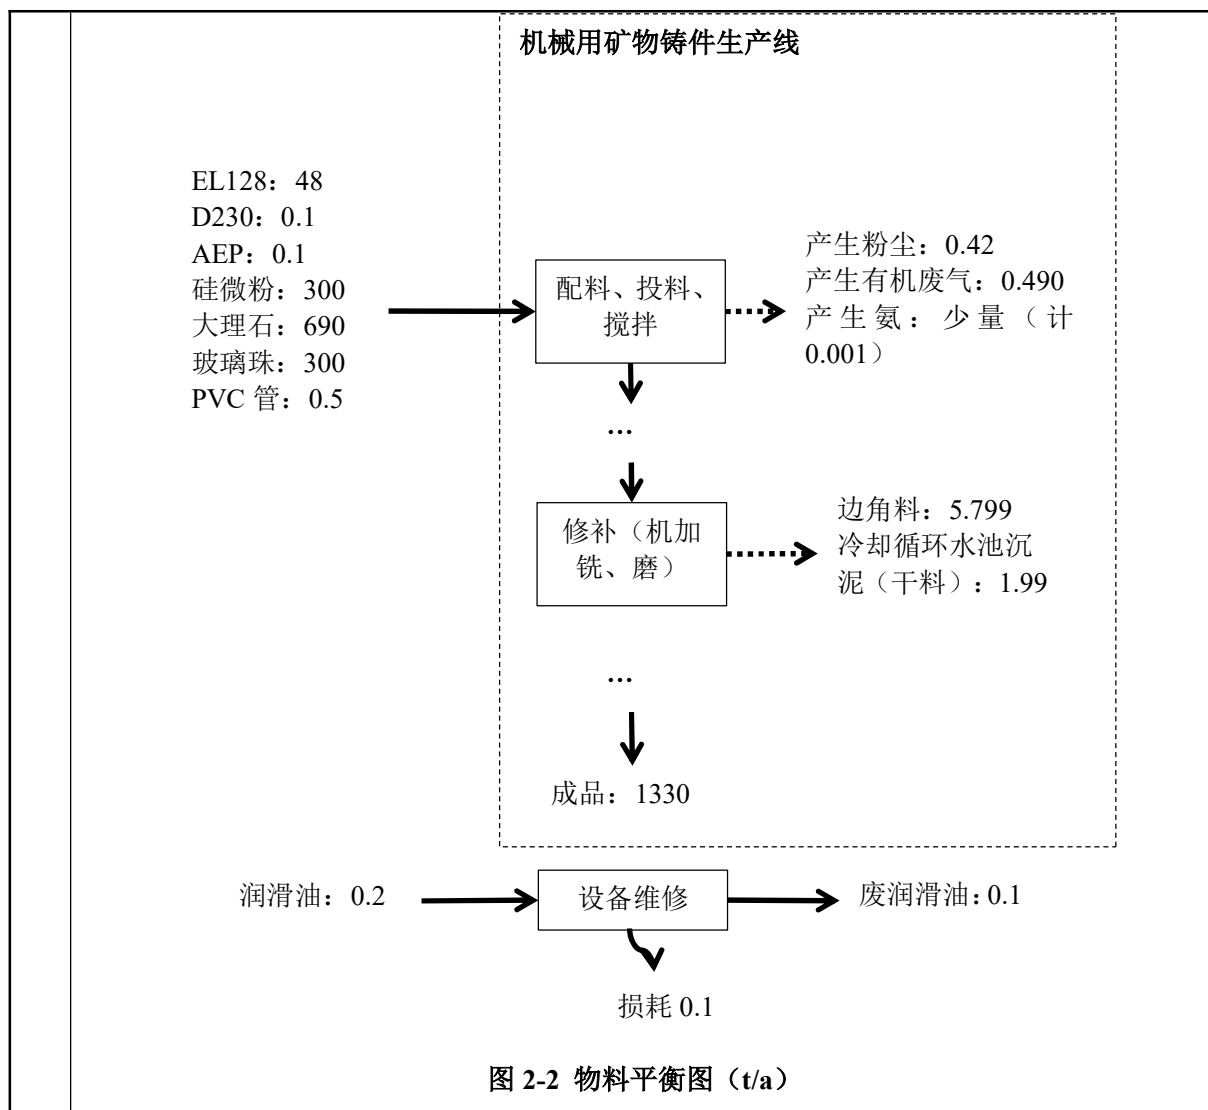 机械用矿物铸件生产线
EL128：48
D230：0.1
AEP：0.1
硅微粉：300
大理石：690
玻璃珠：300
PVC 管：0.5
配料、投料、
搅拌
产生粉尘：0.42
产生有机废气：0.490
产生氨：少量（计
0.001）
...
修补（机加
铣、磨）
边角料：5.799
冷却循环水池沉
泥（干料）：1.99
...
成品：1330
润滑油：0.2
设备维修
废润滑油：0.1
损耗 0.1
图 2-2 物料平衡图（t/a）